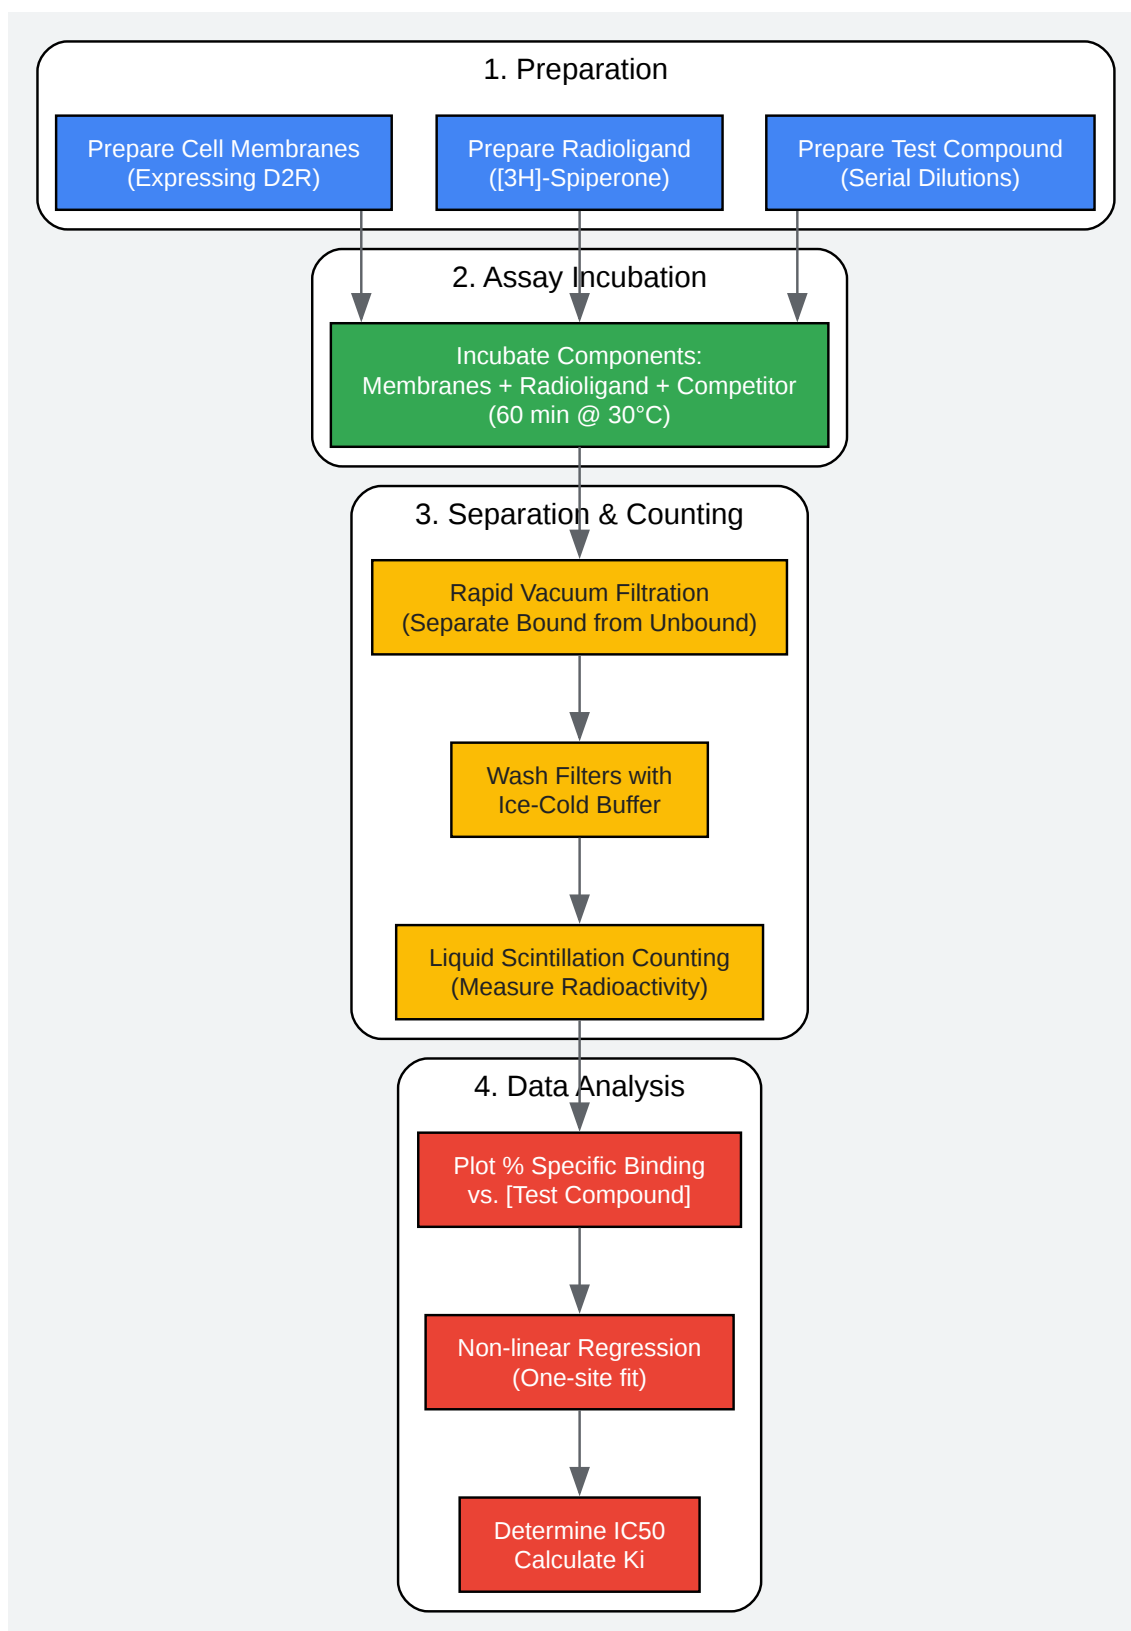 1. Preparation
Prepare Cell Membranes
(Expressing D2R)
Prepare Radioligand
([3H]-Spiperone)
Prepare Test Compound
(Serial Dilutions)
2. Assay Incubation
Incubate Components:
Membranes + Radioligand + Competitor
(60 min @ 30°C)
3. Separation & Counting
Rapid Vacuum Filtration
(Separate Bound from Unbound)
Wash Filters with
Ice-Cold Buffer
Liquid Scintillation Counting
(Measure Radioactivity)
4. Data Analysis
Plot % Specific Binding
vs. [Test Compound]
Non-linear Regression
(One-site fit)
Determine IC50
Calculate Ki